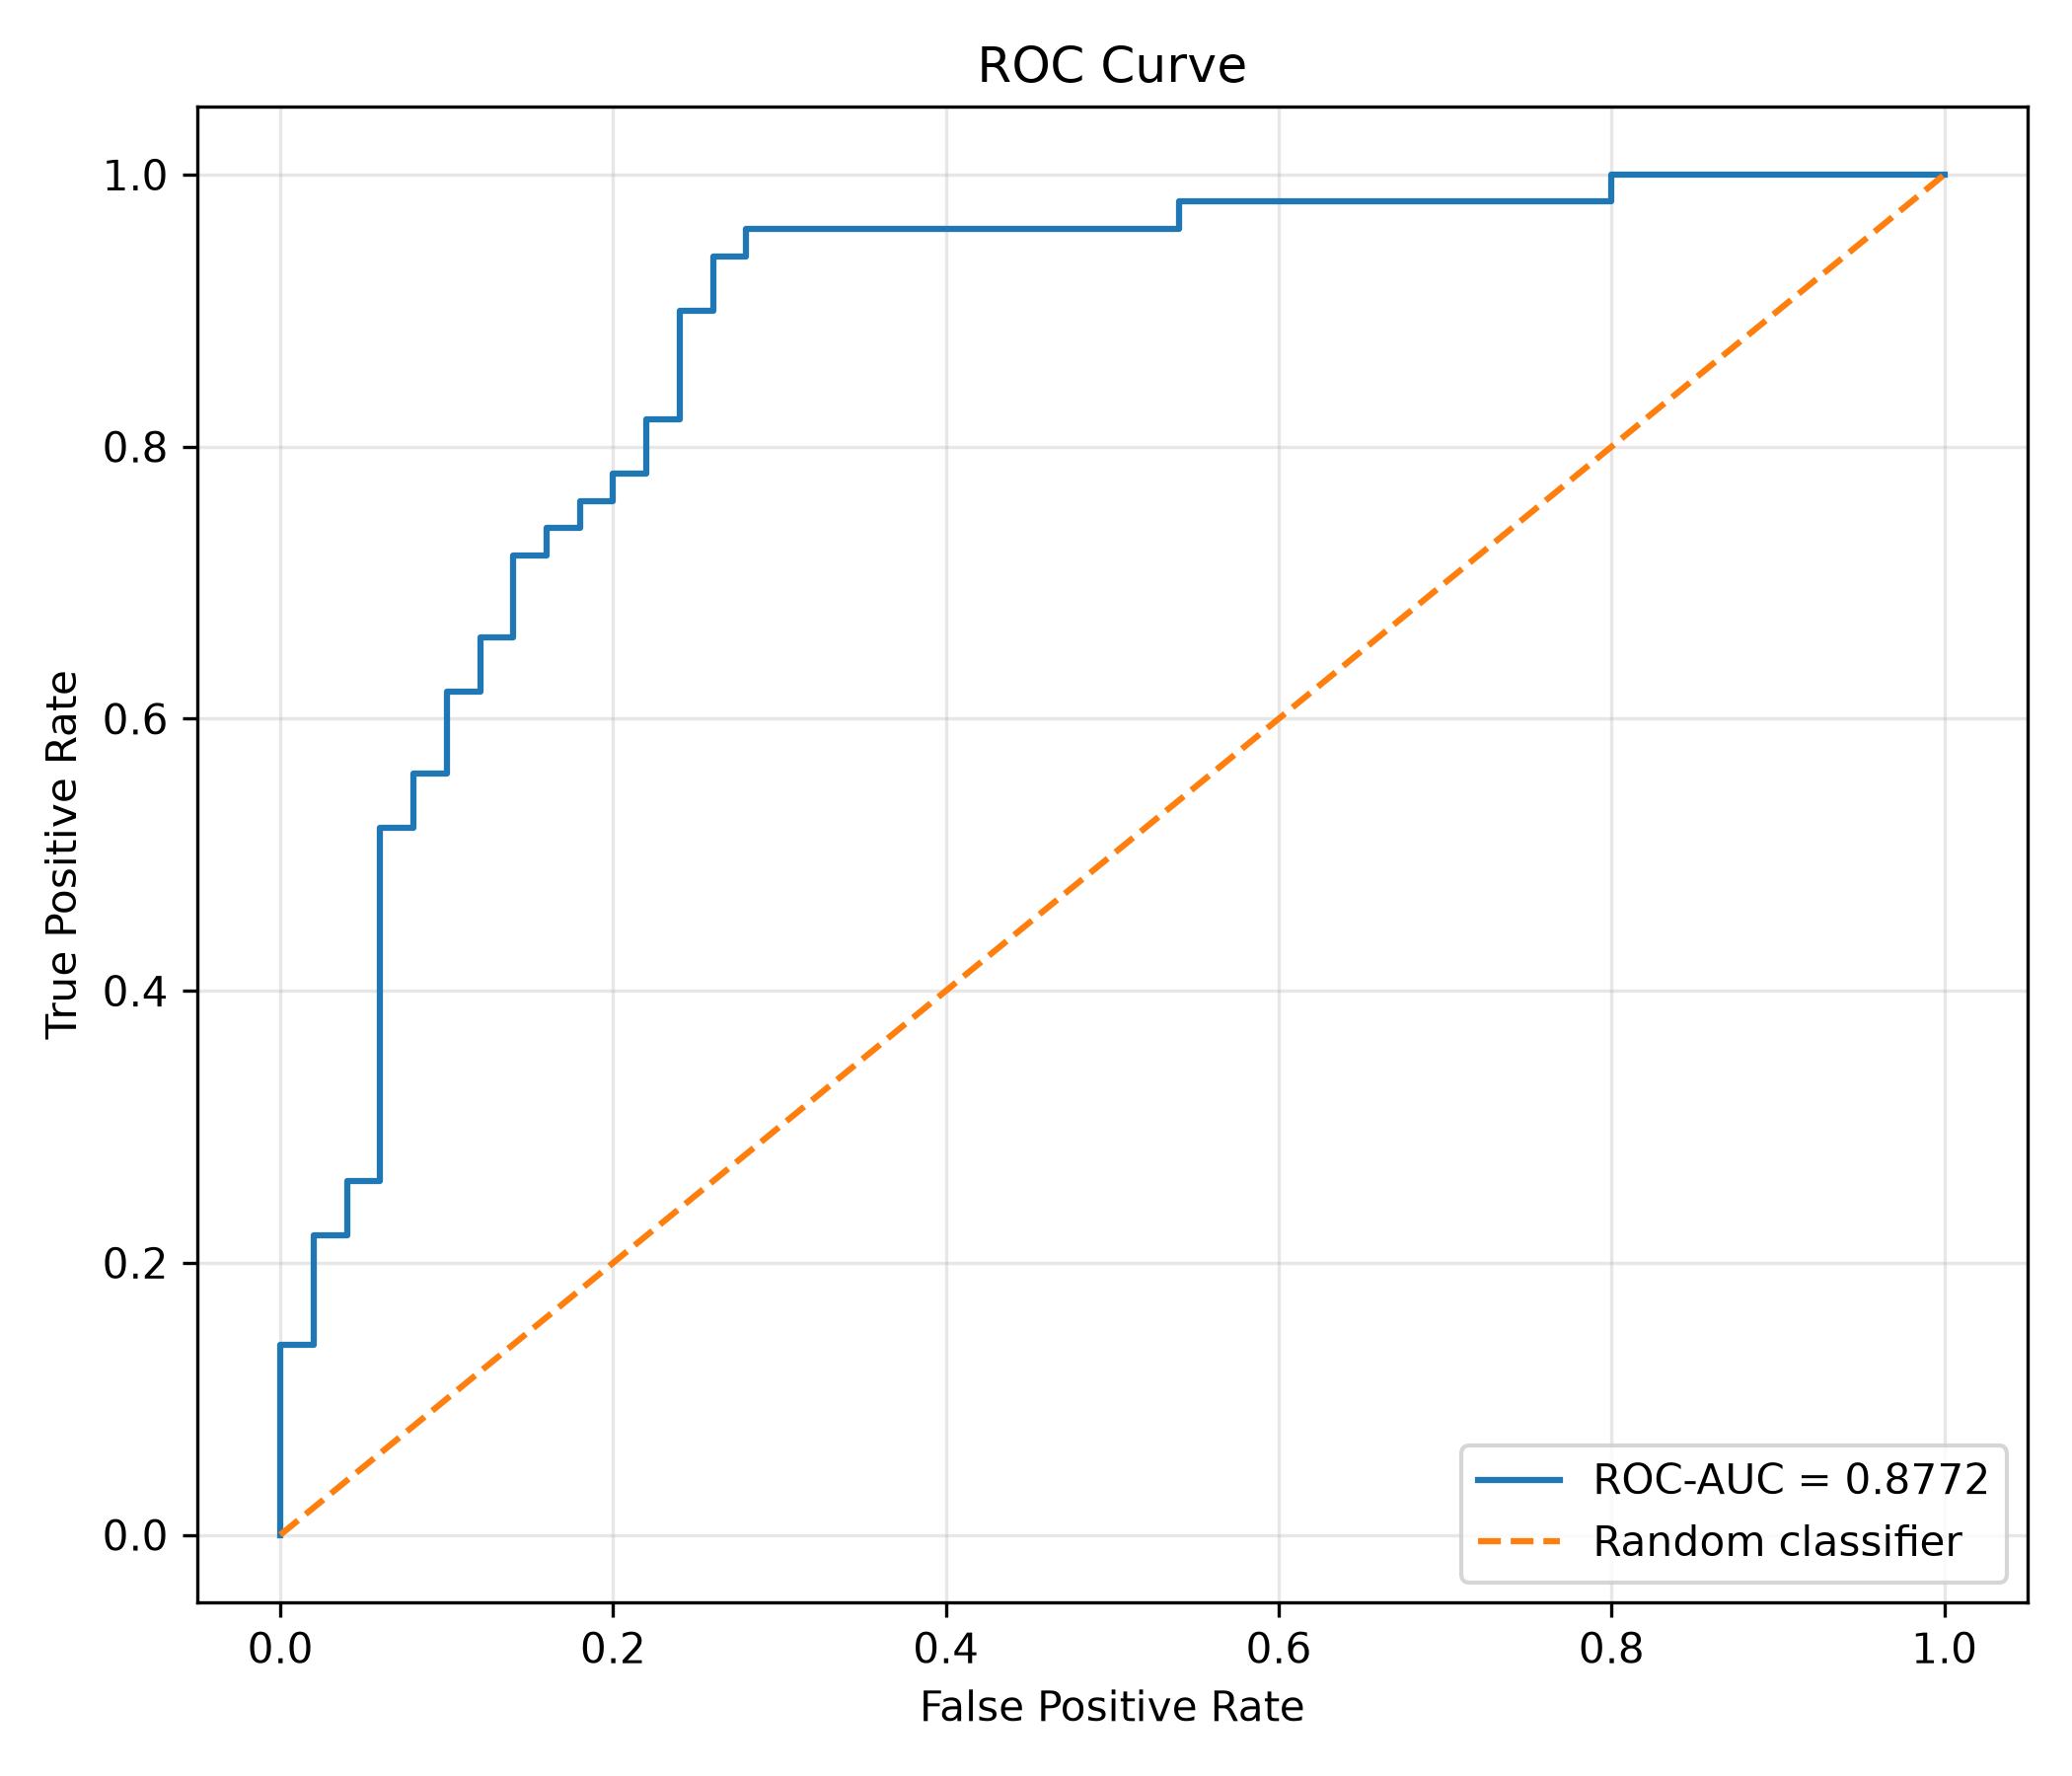 ROC Curve
True Positive Rate
1.0
0.8
0.6
0.4
0.2
0.0
ROC-AUC = 0.8772
Random classifier
0.0 0.2 0.4 0.6 0.8 1.0
False Positive Rate